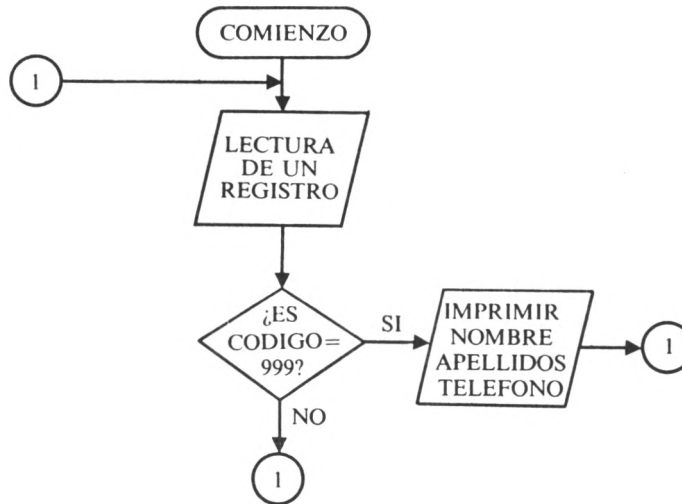 COMIENZO
1
LECTURA
DE UN
REGISTRO
¿ES
CODIGO=
999?
SI
IMPRIMIR
NOMBRE
APELLIDOS
TELEFONO
1
NO
1